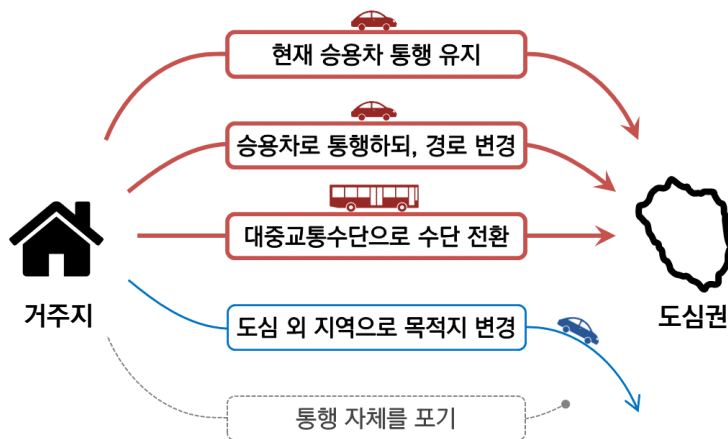 현재 승용차 통행 유지
승용차로 통행하되, 경로 변경
대중교통수단으로 수단 전환
거주지
도심권
도심 외 지역으로 목적지 변경
통행 자체를 포기